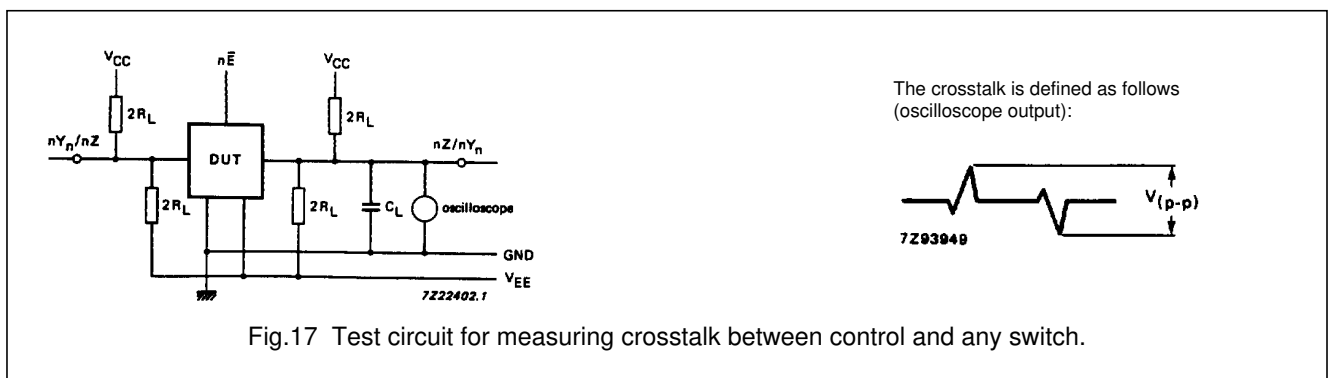 VCC
nĒ
VCC
2RL
2RL
nYn/nZ
nZ/nYn
DUT
2RL
2RL
CL
oscilloscope
GND
VEE
7Z22402.1
The crosstalk is defined as follows
(oscilloscope output):
V(p-p)
7Z93949
Fig.17 Test circuit for measuring crosstalk between control and any switch.